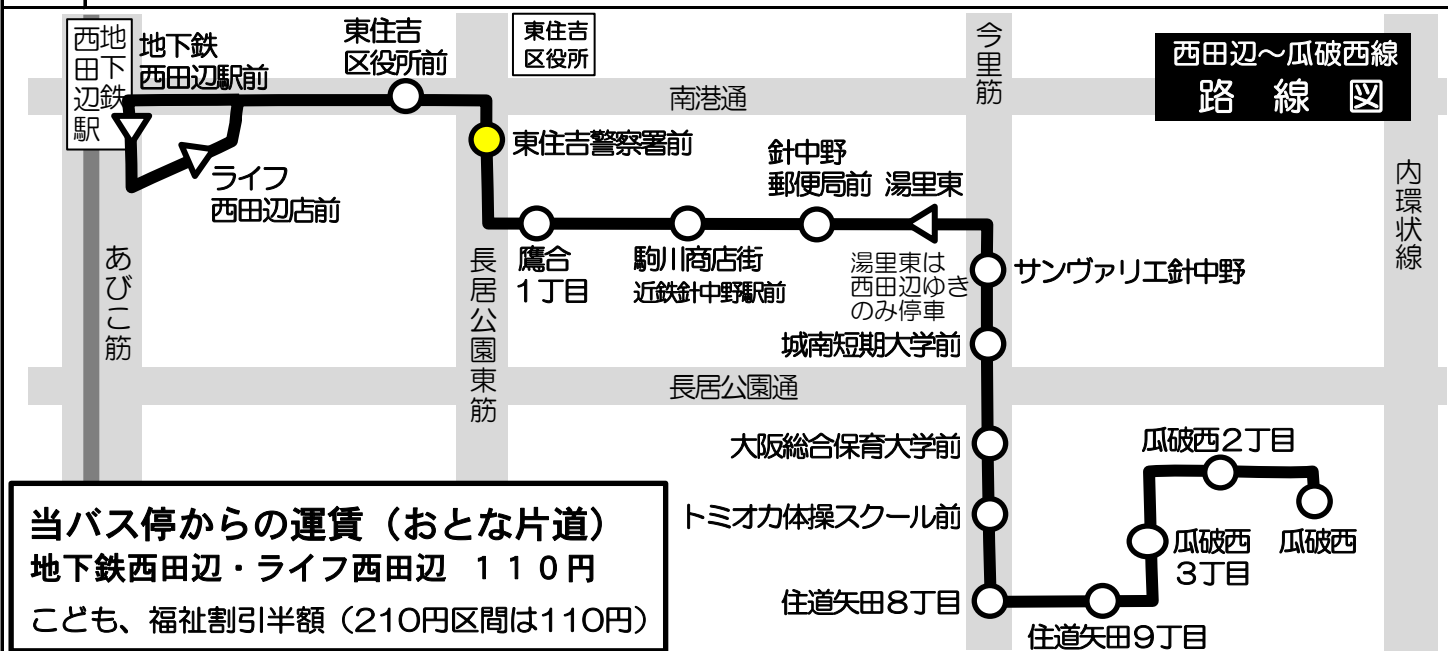 西田辺～瓜破西線
路線図
地下鉄
西田辺駅
地下鉄
西田辺駅前
東住吉
区役所前
東住吉
区役所
南港通
今里筋
内環状線
東住吉警察署前
ライフ
西田辺店前
針中野
郵便局前
湯里東
あびこ筋
長居公園東筋
鷹合
1丁目
駒川商店街
近鉄針中野駅前
湯里東は
西田辺ゆき
のみ停車
サンヴァリエ針中野
城南短期大学前
長居公園通
大阪総合保育大学前
トミオカ体操スクール前
住道矢田8丁目
住道矢田9丁目
瓜破西
3丁目
瓜破西2丁目
瓜破西
当バス停からの運賃（おとな片道）
地下鉄西田辺・ライフ西田辺　１１０円
こども、福祉割引半額（210円区間は110円）